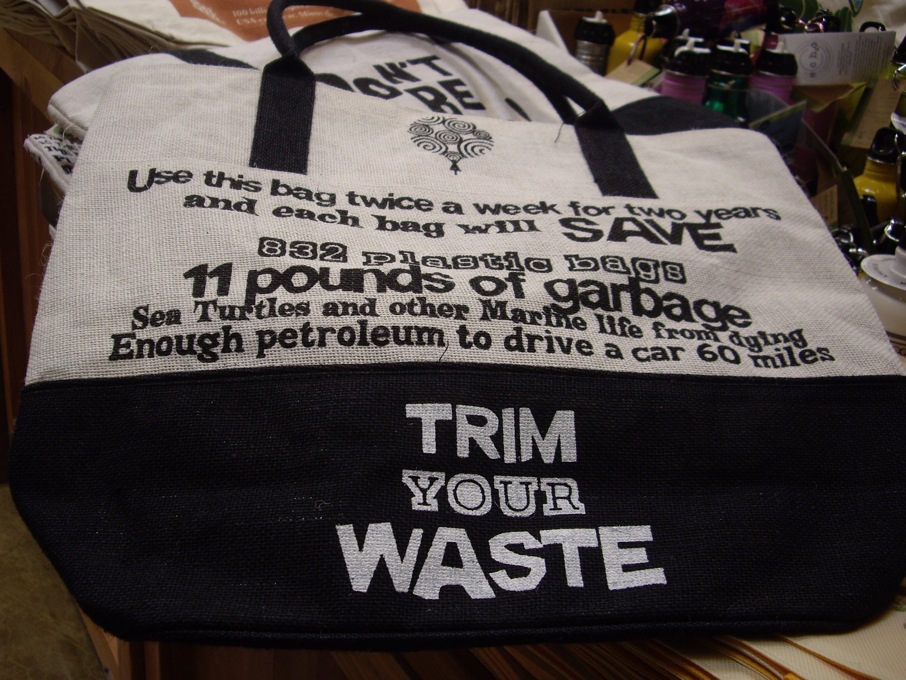 DON'T
Use this bag twice a week for two years
and each bag will SAVE
832 plastic bags
11 pounds of garbage
Sea Turtles and other Marine life from dying
Enough petroleum to drive a car 60 miles
TRIM
YOUR
WASTE